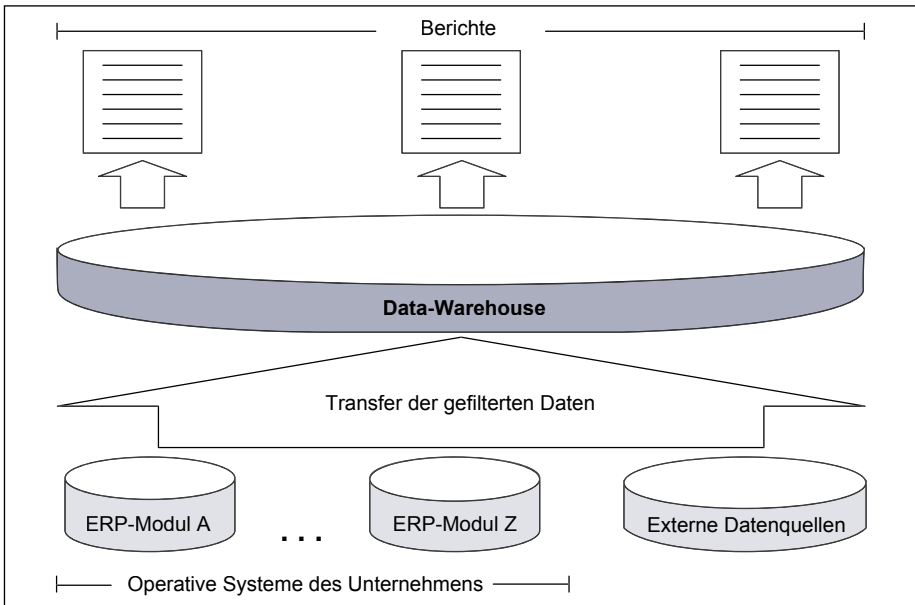 Berichte
Data-Warehouse
Transfer der gefilterten Daten
ERP-Modul A
. . .
ERP-Modul Z
Externe Datenquellen
Operative Systeme des Unternehmens